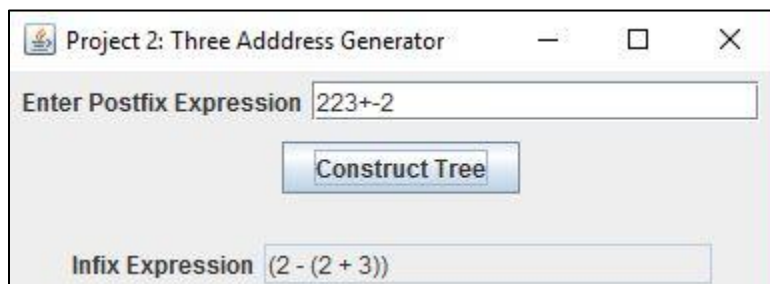 Project 2: Three Adddress Generator
Enter Postfix Expression 223+-2
Construct Tree
Infix Expression (2 - (2 + 3))